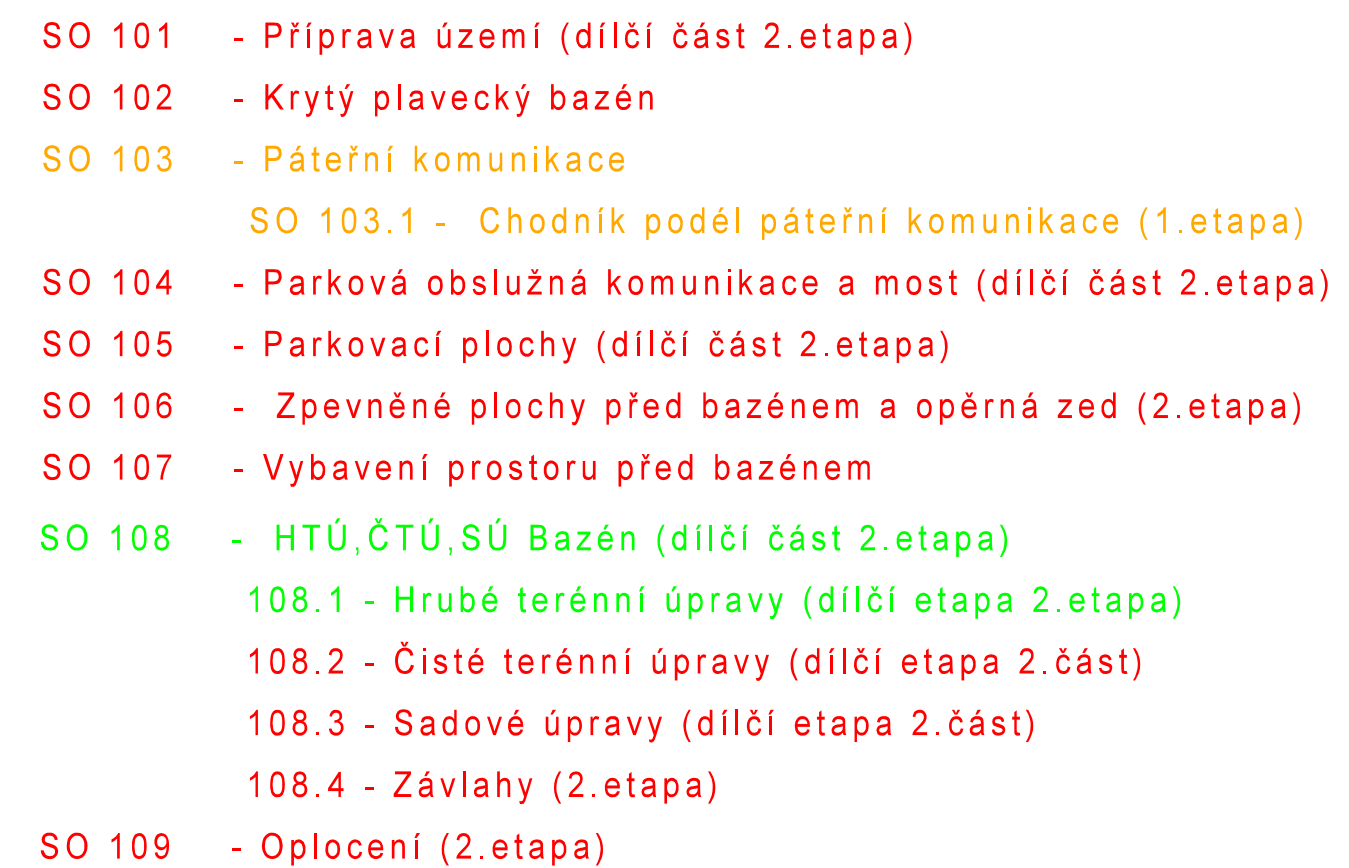 SO 101 - Příprava území (dílčí část 2.etapa)
SO 102 - Krytý plavecký bazén
SO 103 - Páteřní komunikace
SO 103.1 - Chodník podél páteřní komunikace (1.etapa)
SO 104 - Parková obslužná komunikace a most (dílčí část 2.etapa)
SO 105 - Parkovací plochy (dílčí část 2.etapa)
SO 106 - Zpevněné plochy před bazénem a opěrná zed (2.etapa)
SO 107 - Vybavení prostoru před bazénem
SO 108 - HTÚ,ČTÚ,SÚ Bazén (dílčí část 2.etapa)
108.1 - Hrubé terénní úpravy (dílčí etapa 2.etapa)
108.2 - Čisté terénní úpravy (dílčí etapa 2.část)
108.3 - Sadové úpravy (dílčí etapa 2.část)
108.4 - Závlahy (2.etapa)
SO 109 - Oplocení (2.etapa)